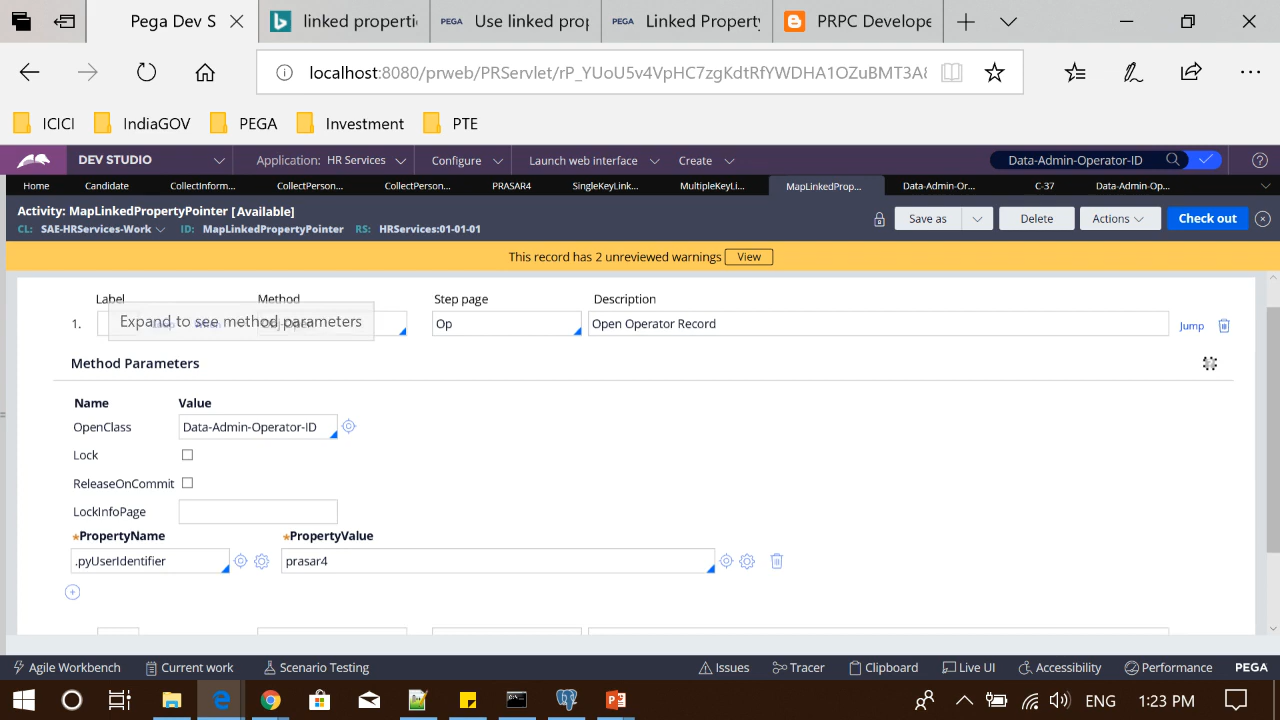 Pega Dev S
linked properti
PEGA Use linked prop
PEGA Linked Property
PRPC Develope
localhost:8080/prweb/PRServlet/rP_YUoU5v4VpHC7zgKdtRfYWDHA1OZuBMT3A8
ICICI IndiaGOV PEGA Investment PTE
DEV STUDIO Application: HR Services Configure Launch web interface Create Data-Admin-Operator-ID
Home Candidate CollectInform... CollectPerson... CollectPerson... PRASAR4 SingleKeyLink... MultipleKeyLi... MapLinkedProp... Data-Admin-Or... C-37 Data-Admin-Op...
Activity: MapLinkedPropertyPointer [Available]
CL: SAE-HRServices-Work ID: MapLinkedPropertyPointer RS: HRServices:01-01-01
Save as Delete Actions Check out
This record has 2 unreviewed warnings View
Label Method Step page Description
1. Expand to see method parameters Op Open Operator Record Jump
Method Parameters
Name Value
OpenClass Data-Admin-Operator-ID
Lock
ReleaseOnCommit
LockInfoPage
*PropertyName *PropertyValue
.pyUserIdentifier prasar4
Agile Workbench Current work Scenario Testing Issues Tracer Clipboard Live UI Accessibility Performance PEGA
ENG 1:23 PM